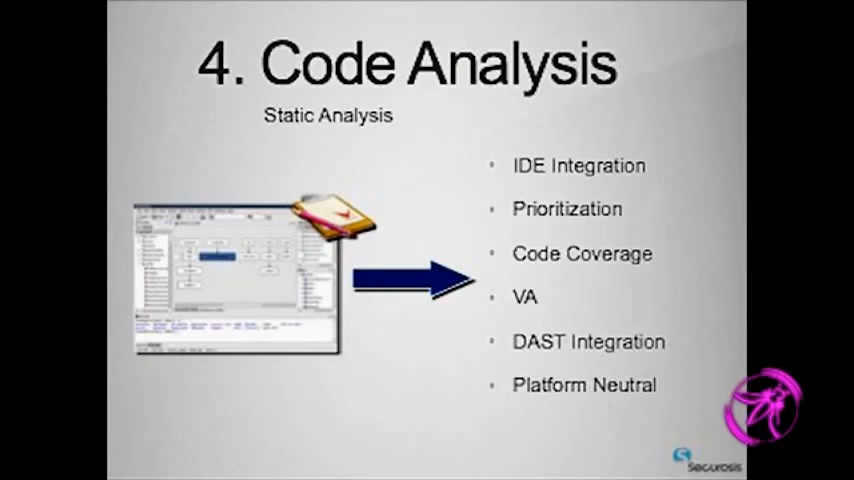 4. Code Analysis
Static Analysis
IDE Integration
Prioritization
Code Coverage
VA
DAST Integration
Platform Neutral
Securosis